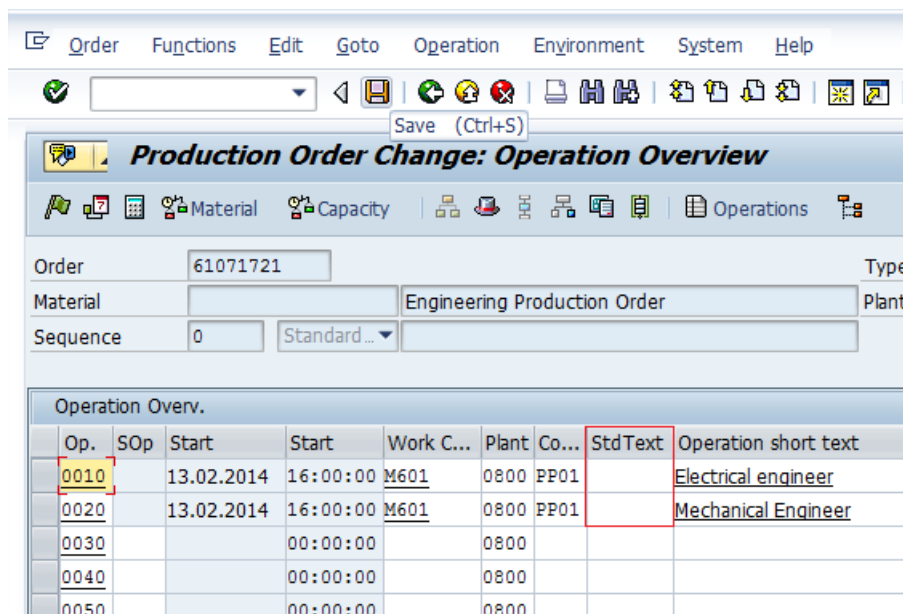 Order Functions Edit Goto Operation Environment System Help
Save (Ctrl+S)
Production Order Change: Operation Overview
Material Capacity Operations
Order 61071721 Type
Material Engineering Production Order Plant
Sequence 0 Standard...
Operation Overv.
Op. SOp Start Start Work C... Plant Co... StdText Operation short text
0010 13.02.2014 16:00:00 M601 0800 PP01 Electrical engineer
0020 13.02.2014 16:00:00 M601 0800 PP01 Mechanical Engineer
0030 00:00:00 0800
0040 00:00:00 0800
0050 00:00:00 0800